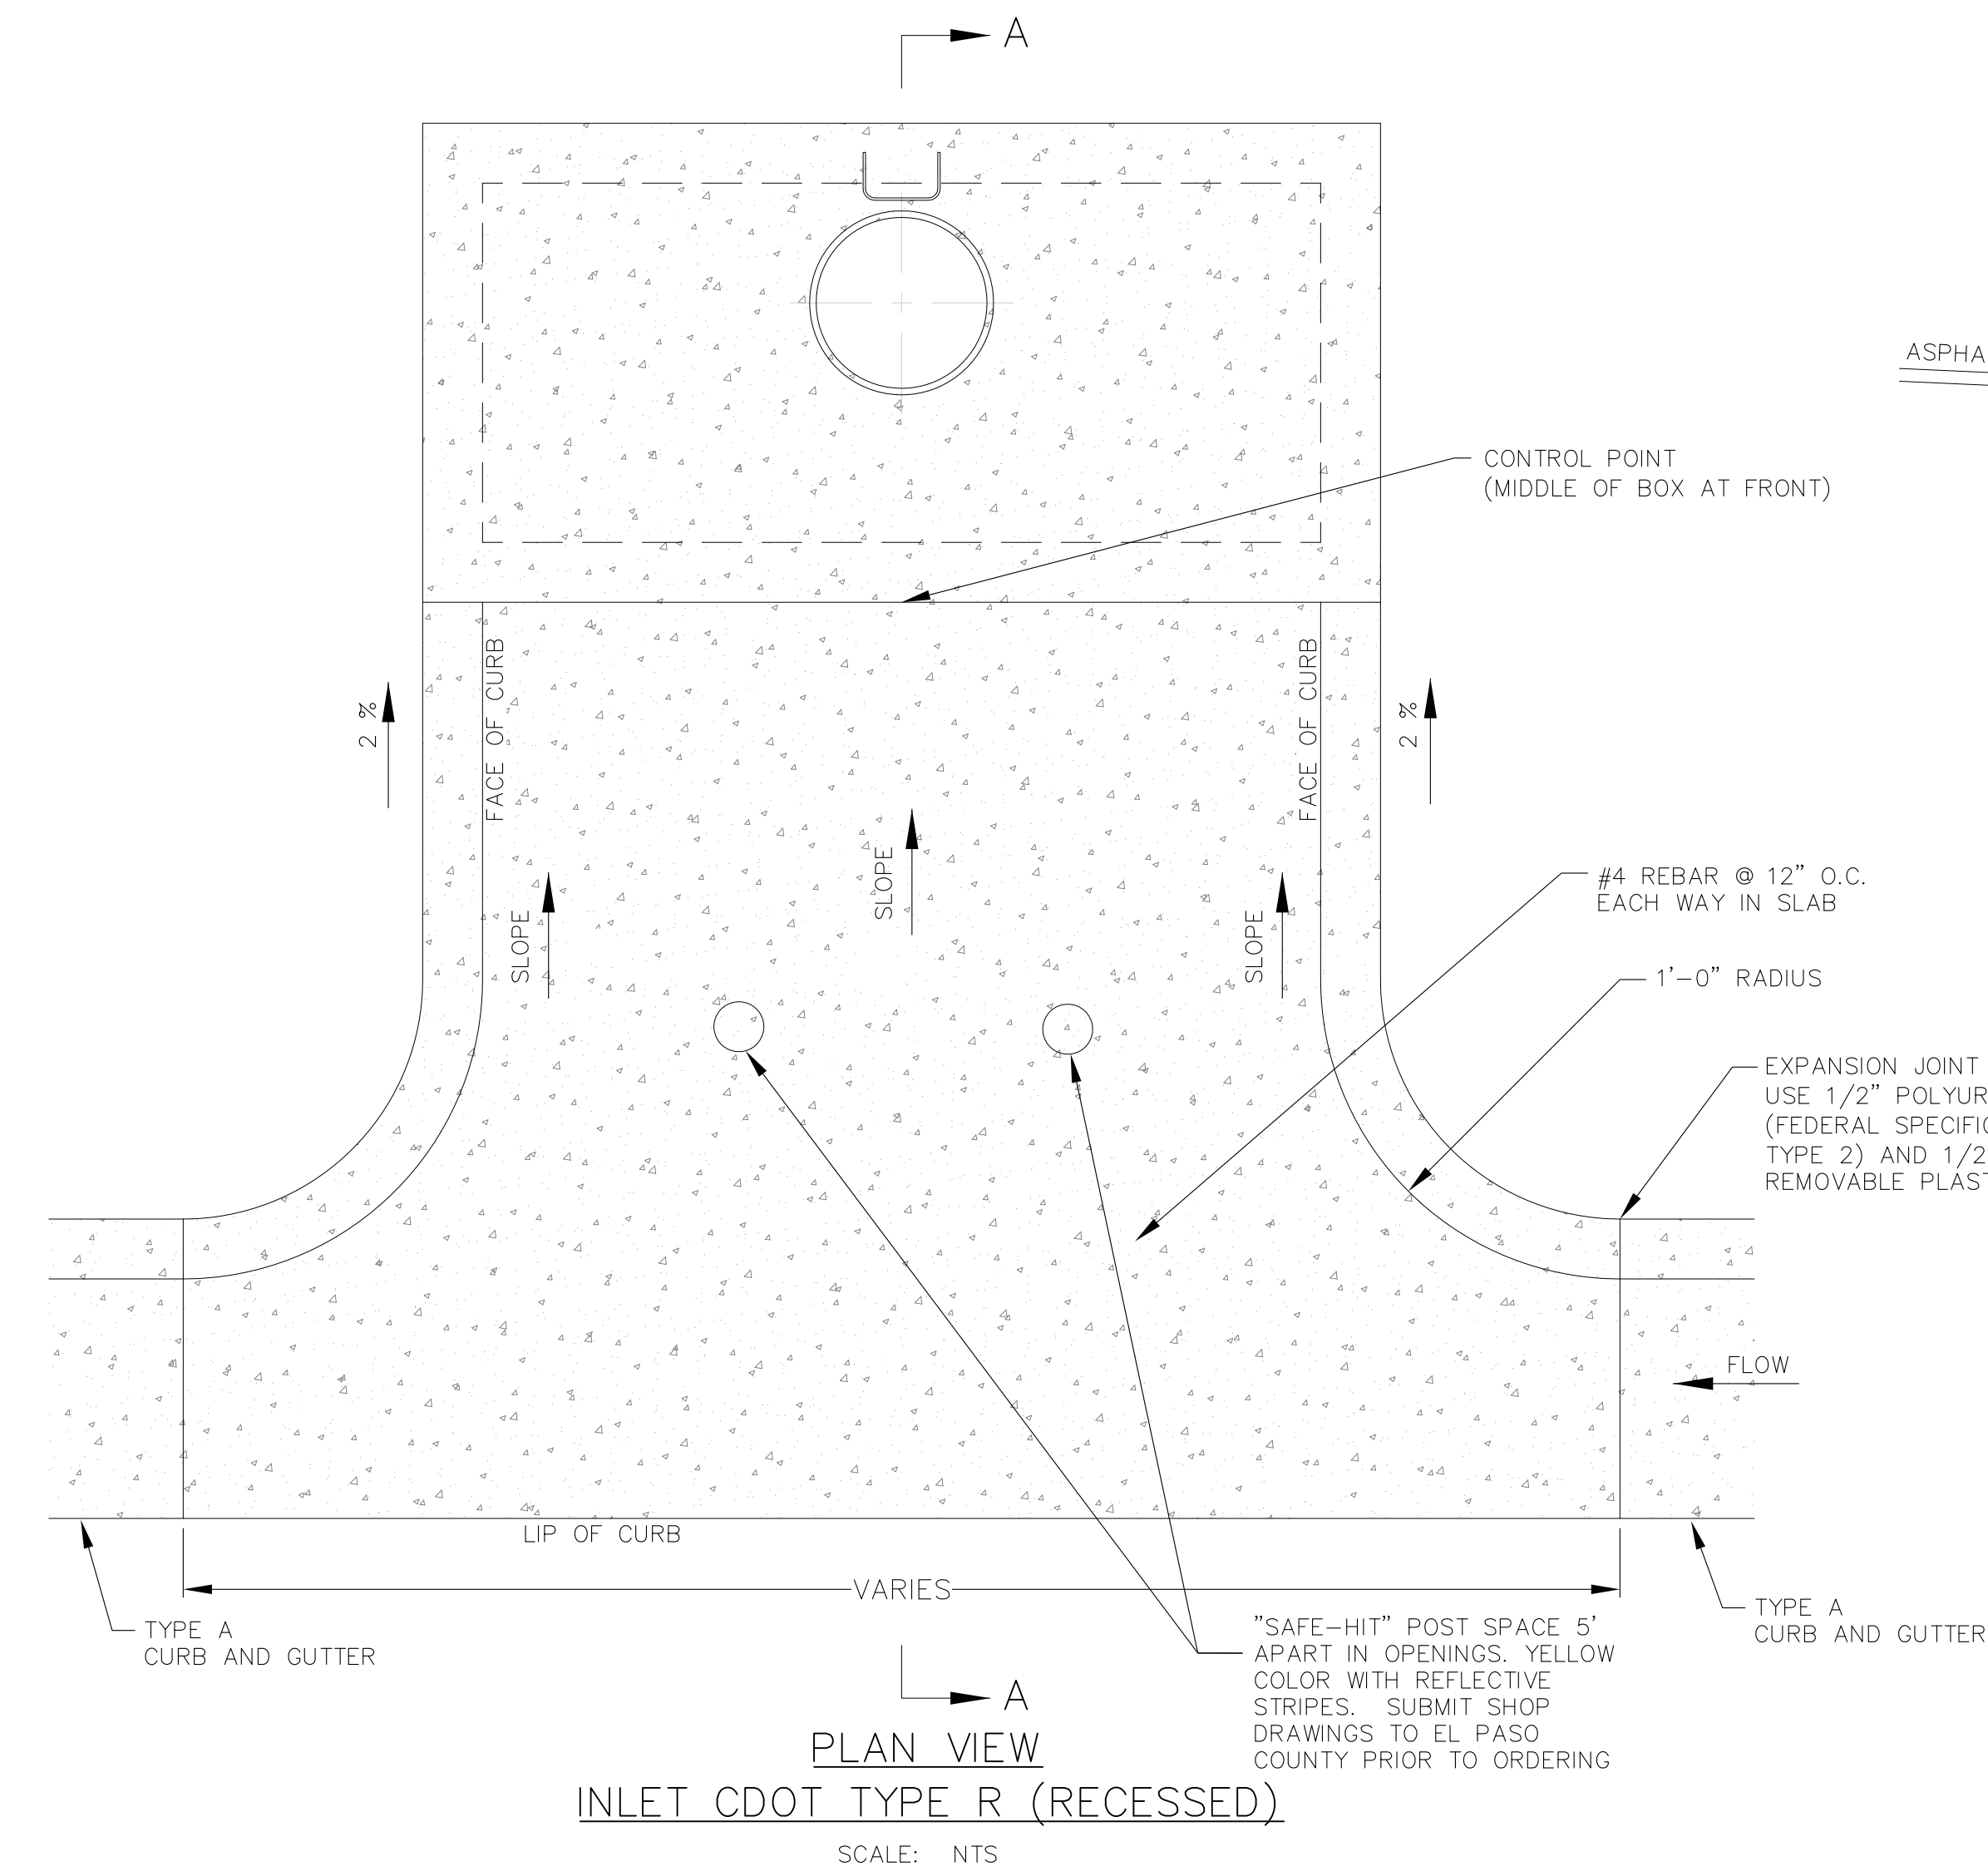 A
ASPHA
CONTROL POINT
(MIDDLE OF BOX AT FRONT)
FACE OF CURB
FACE OF CURB
2 %
2 %
SLOPE
SLOPE
SLOPE
#4 REBAR @ 12" O.C.
EACH WAY IN SLAB
1'-0" RADIUS
EXPANSION JOINT
USE 1/2" POLYUR
(FEDERAL SPECIFI
TYPE 2) AND 1/2
REMOVABLE PLAS
FLOW
LIP OF CURB
VARIES
TYPE A
CURB AND GUTTER
TYPE A
CURB AND GUTTER
"SAFE-HIT" POST SPACE 5'
APART IN OPENINGS. YELLOW
COLOR WITH REFLECTIVE
STRIPES. SUBMIT SHOP
DRAWINGS TO EL PASO
COUNTY PRIOR TO ORDERING
A
PLAN VIEW
INLET CDOT TYPE R (RECESSED)
SCALE: NTS